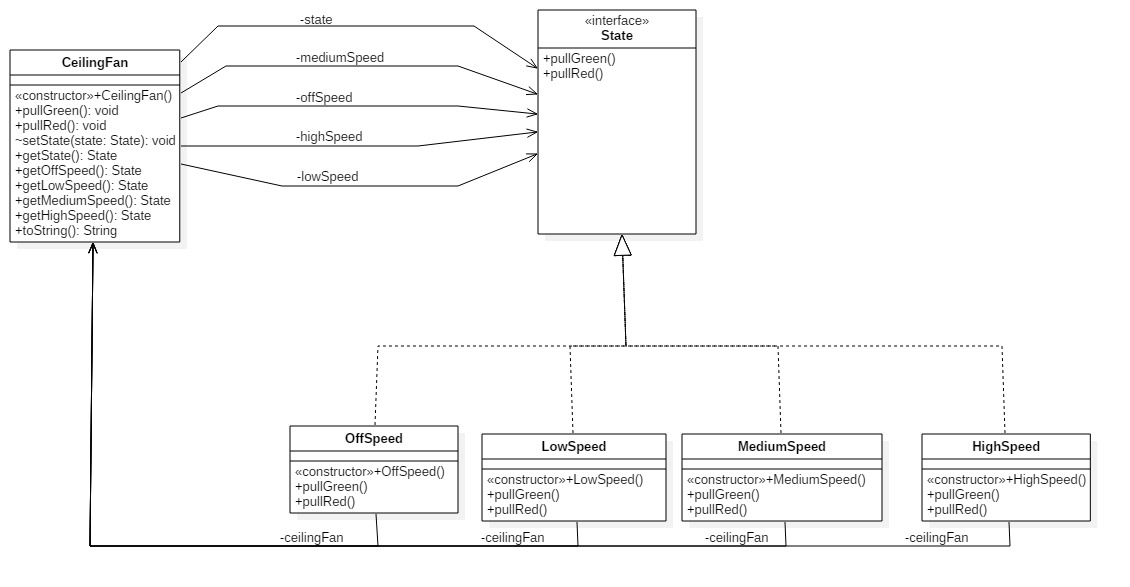 CeilingFan
«constructor»+CeilingFan()
+pullGreen(): void
+pullRed(): void
~setState(state: State): void
+getState(): State
+getOffSpeed(): State
+getLowSpeed(): State
+getMediumSpeed(): State
+getHighSpeed(): State
+toString(): String
-state
-mediumSpeed
-offSpeed
-highSpeed
-lowSpeed
«interface»
State
+pullGreen()
+pullRed()
OffSpeed
«constructor»+OffSpeed()
+pullGreen()
+pullRed()
LowSpeed
«constructor»+LowSpeed()
+pullGreen()
+pullRed()
MediumSpeed
«constructor»+MediumSpeed()
+pullGreen()
+pullRed()
HighSpeed
«constructor»+HighSpeed()
+pullGreen()
+pullRed()
-ceilingFan
-ceilingFan
-ceilingFan
-ceilingFan